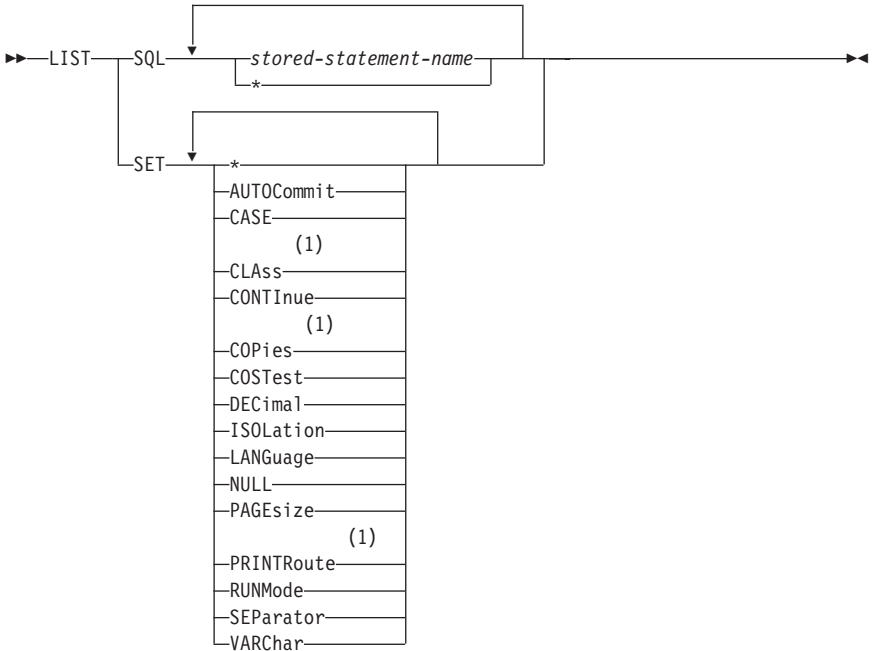 LIST SQL stored-statement-name
*
SET *
AUTOCommit
CASE
(1)
CLAss
CONTInue
(1)
COPies
COSTest
DECimal
ISOLation
LANGuage
NULL
PAGEsize
(1)
PRINTRoute
RUNMode
SEParator
VARChar